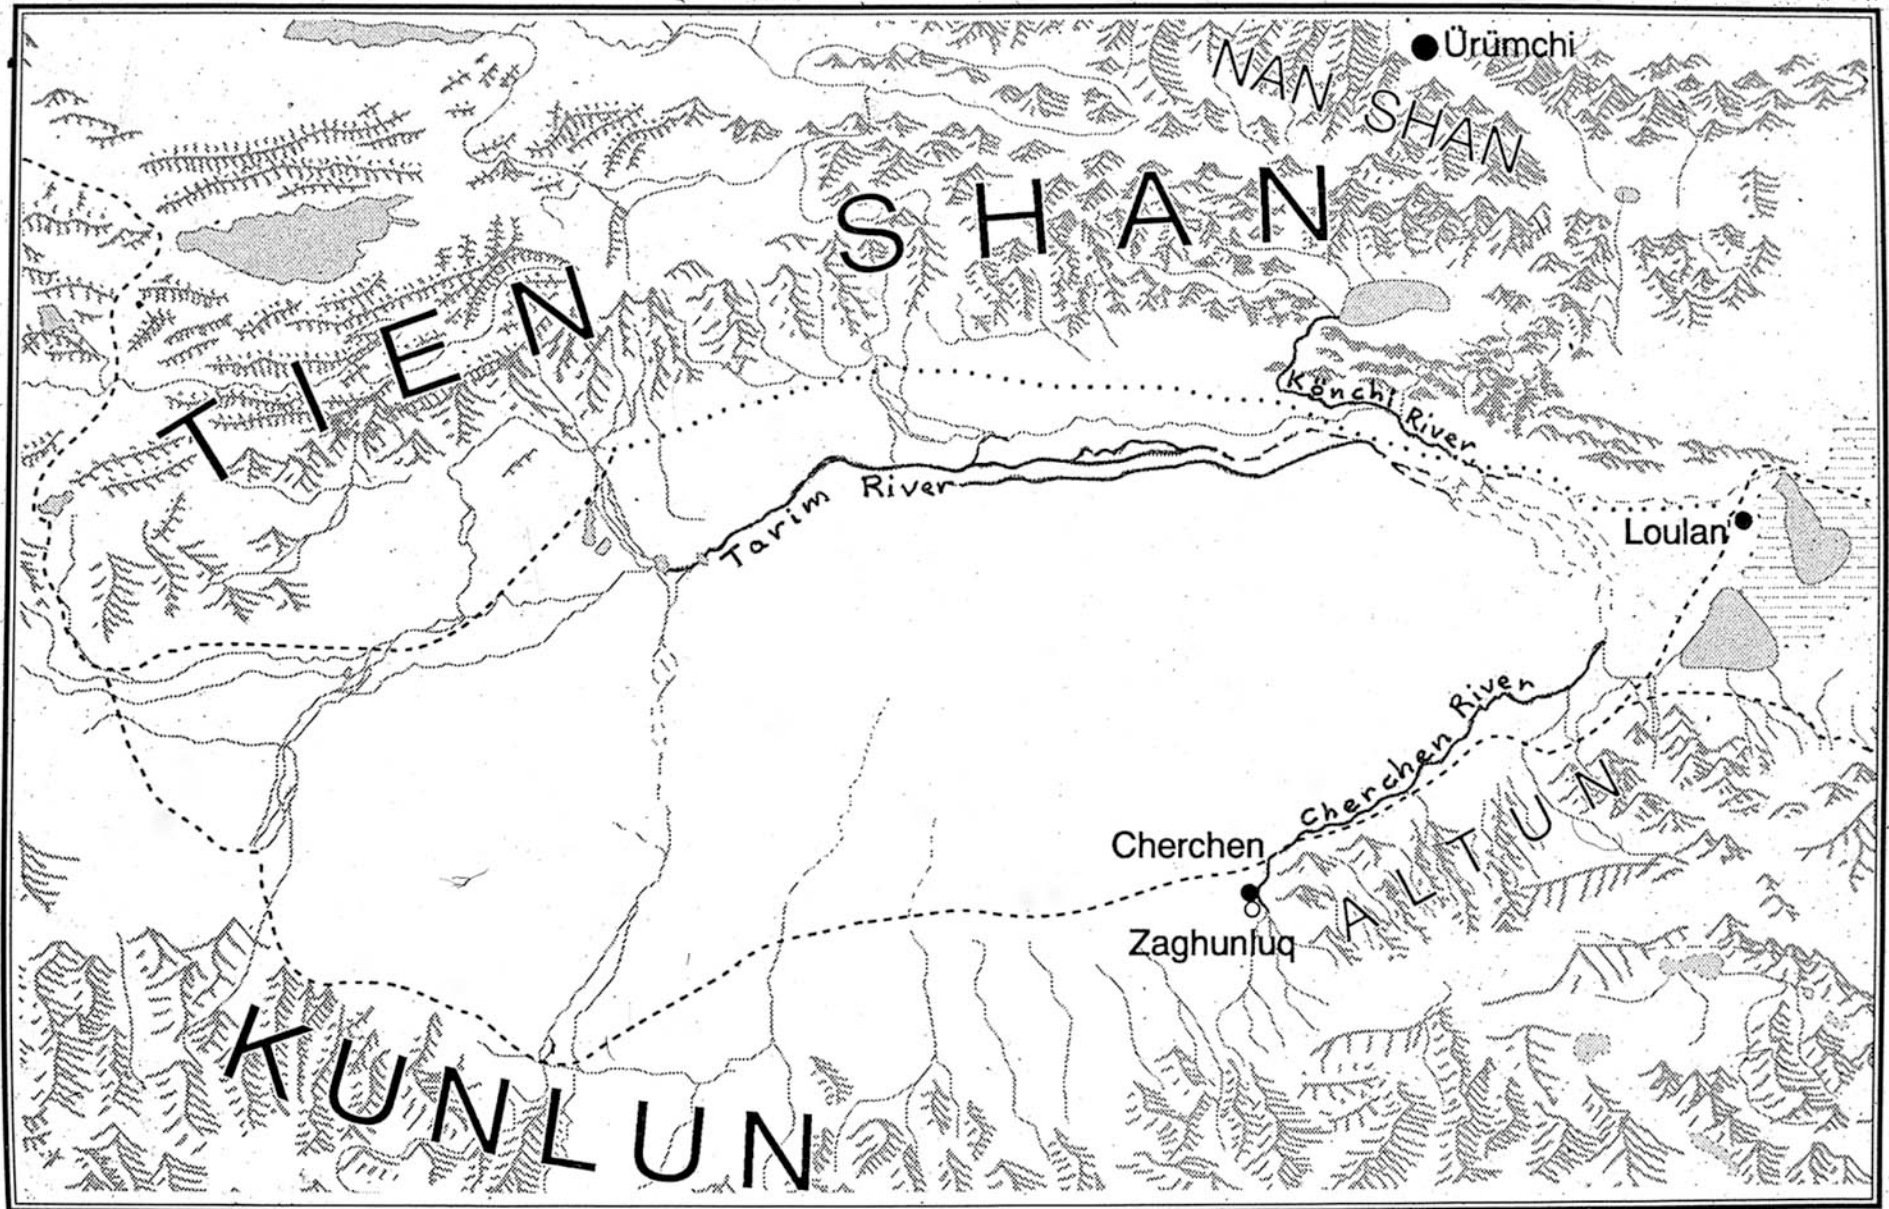 Ürümchi
NAN SHAN
TIEN SHAN
Könchi River
Tarim River
Loulan
Cherchen River
Cherchen
Zaghunluq
ALTUN
KUNLUN